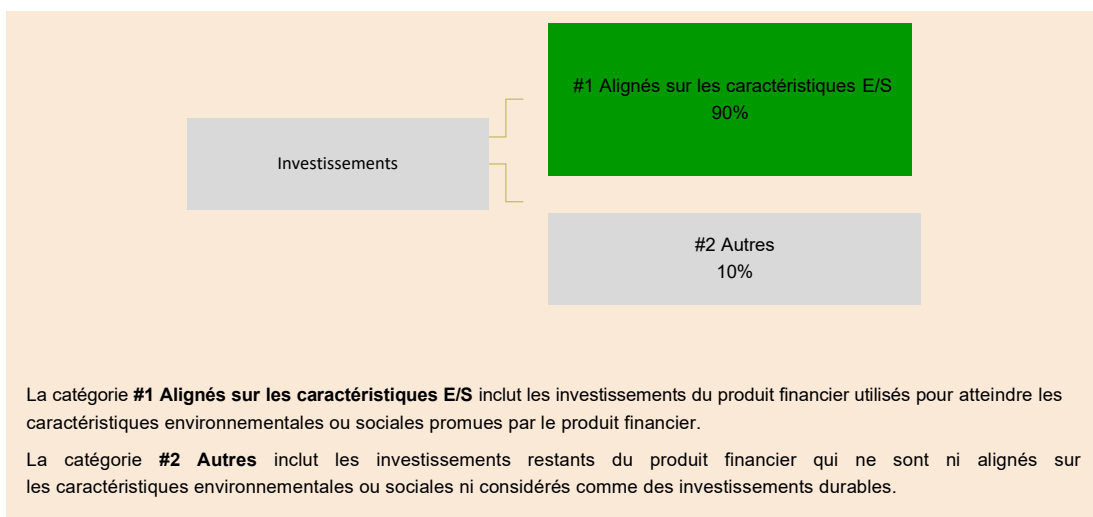 #1 Alignés sur les caractéristiques E/S
90%
Investissements
#2 Autres
10%
La catégorie #1 Alignés sur les caractéristiques E/S inclut les investissements du produit financier utilisés pour atteindre les
caractéristiques environnementales ou sociales promues par le produit financier.
La catégorie #2 Autres inclut les investissements restants du produit financier qui ne sont ni alignés sur
les caractéristiques environnementales ou sociales ni considérés comme des investissements durables.